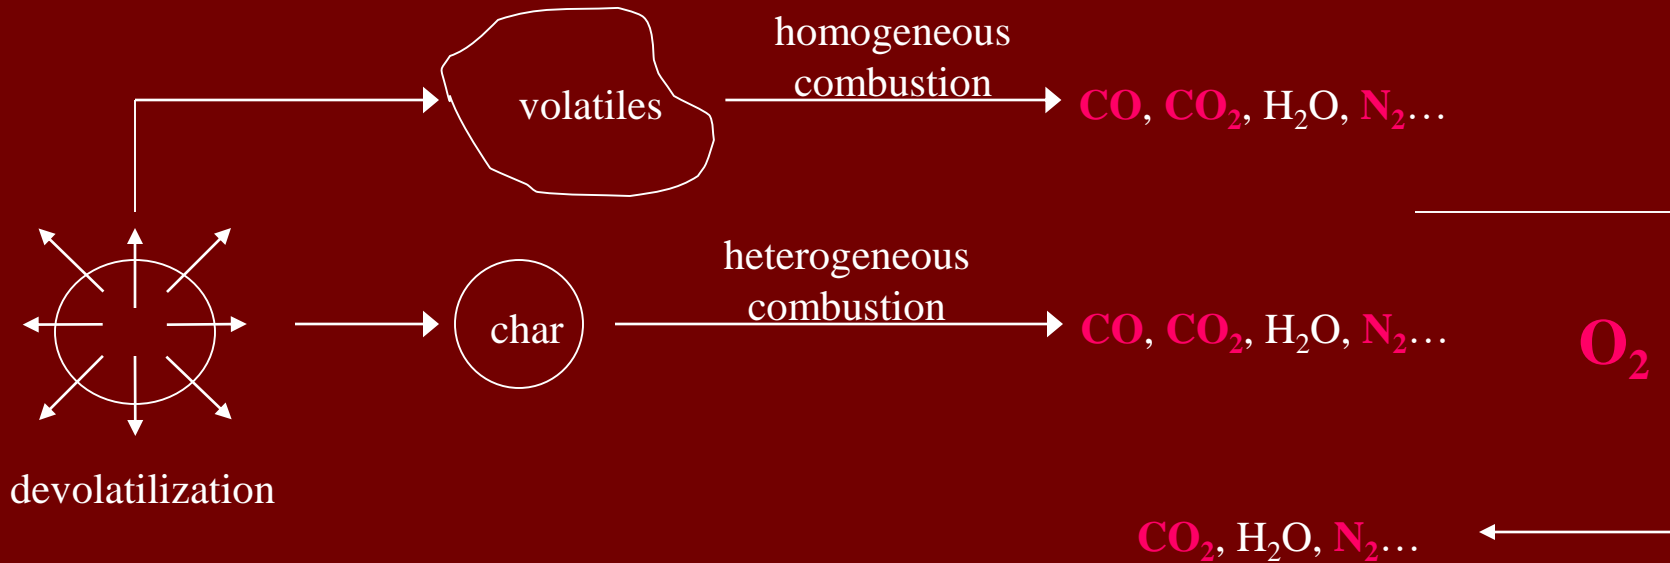 homogeneous
combustion
volatiles
CO, CO₂, H₂O, N₂…
heterogeneous
combustion
char
CO, CO₂, H₂O, N₂…
O₂
devolatilization
CO₂, H₂O, N₂…